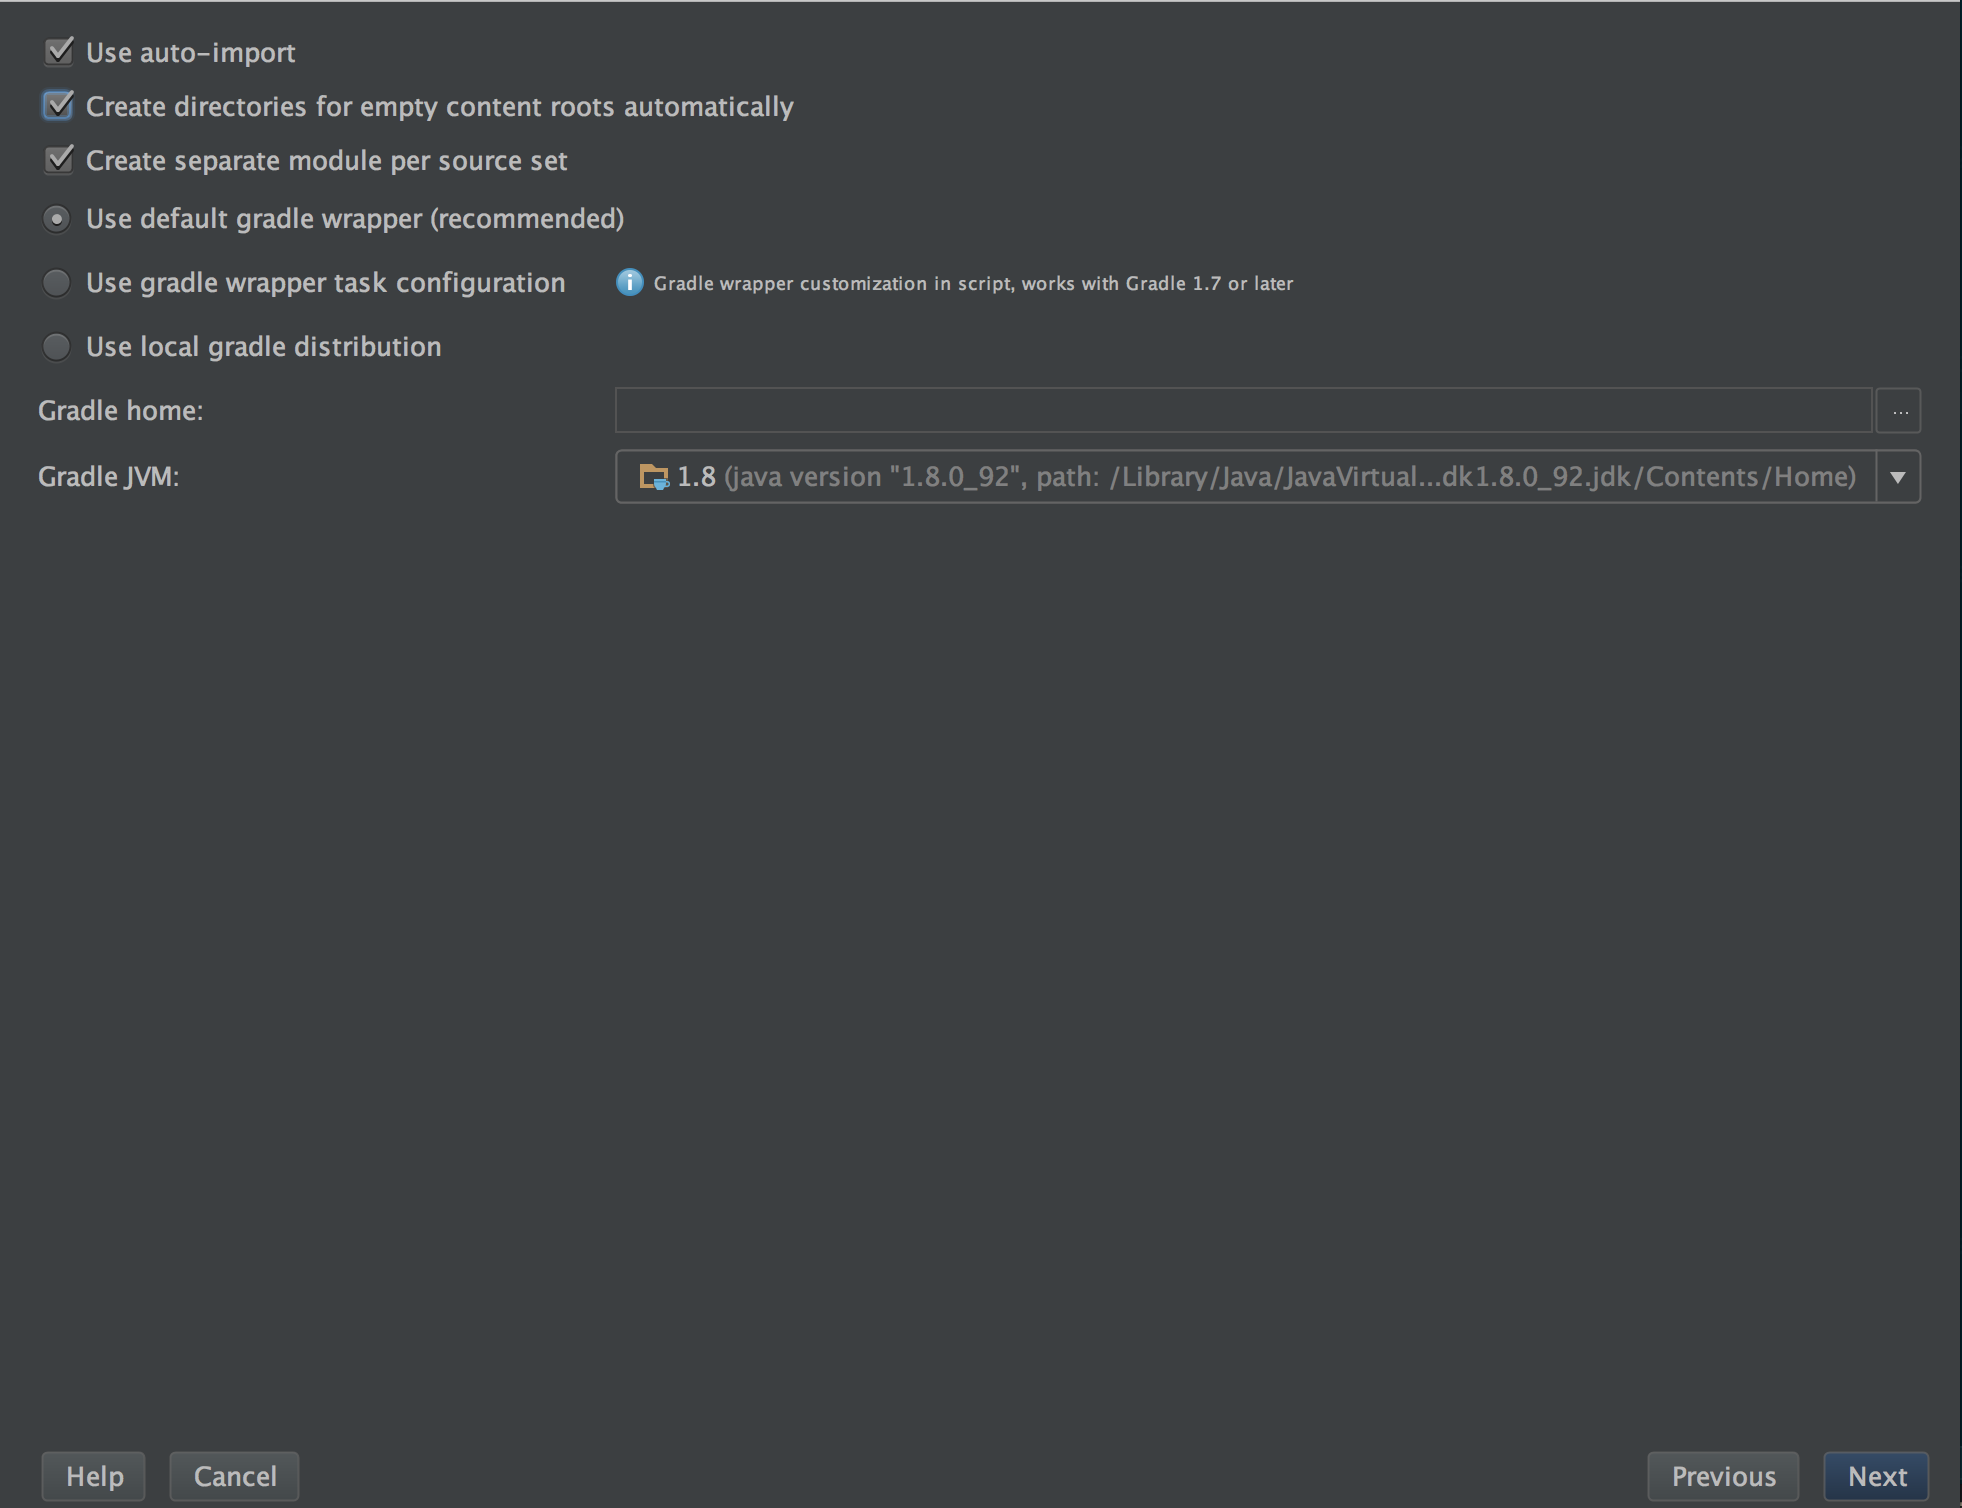 Use auto-import
Create directories for empty content roots automatically
Create separate module per source set
Use default gradle wrapper (recommended)
Use gradle wrapper task configuration
Gradle wrapper customization in script, works with Gradle 1.7 or later
Use local gradle distribution
Gradle home:
...
Gradle JVM:
1.8 (java version "1.8.0_92", path: /Library/Java/JavaVirtual...dk1.8.0_92.jdk/Contents/Home)
Help
Cancel
Previous
Next